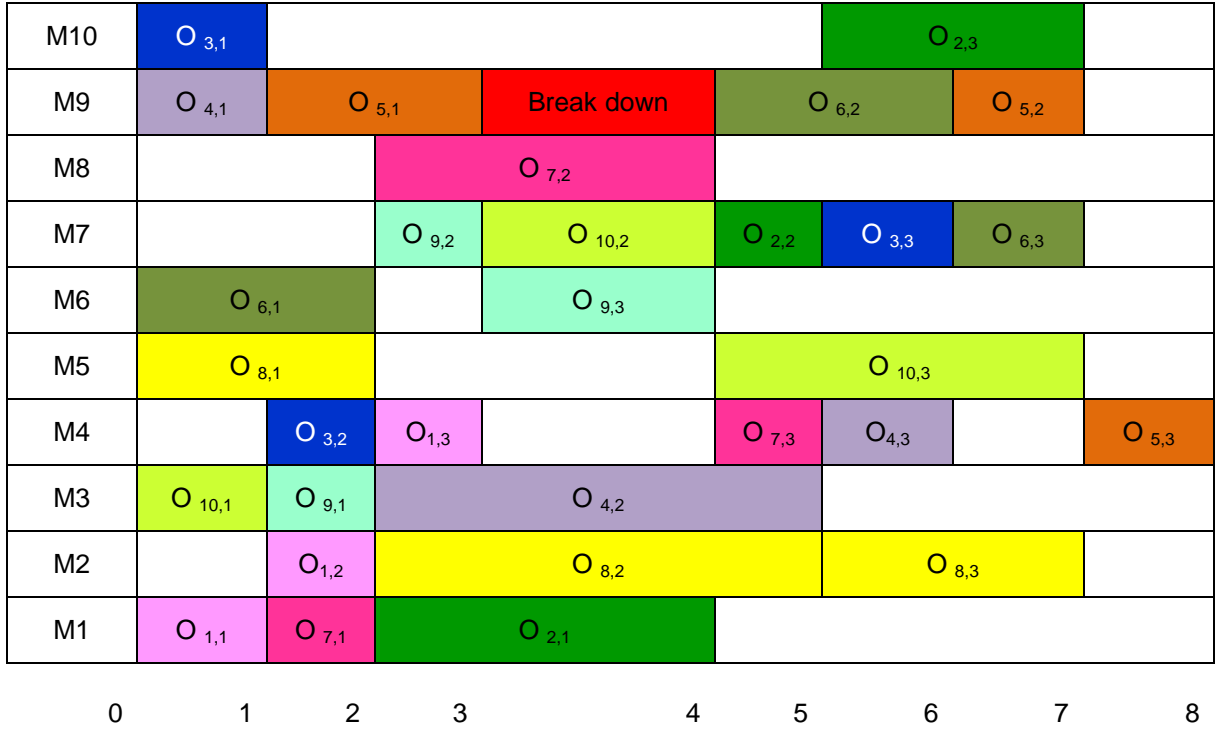 M10 O 3,1 O 2,3
M9 O 4,1 O 5,1 Break down O 6,2 O 5,2
M8 O 7,2
M7 O 9,2 O 10,2 O 2,2 O 3,3 O 6,3
M6 O 6,1 O 9,3
M5 O 8,1 O 10,3
M4 O 3,2 O1,3 O 7,3 O4,3 O 5,3
M3 O 10,1 O 9,1 O 4,2
M2 O1,2 O 8,2 O 8,3
M1 O 1,1 O 7,1 O 2,1
0 1 2 3 4 5 6 7 8